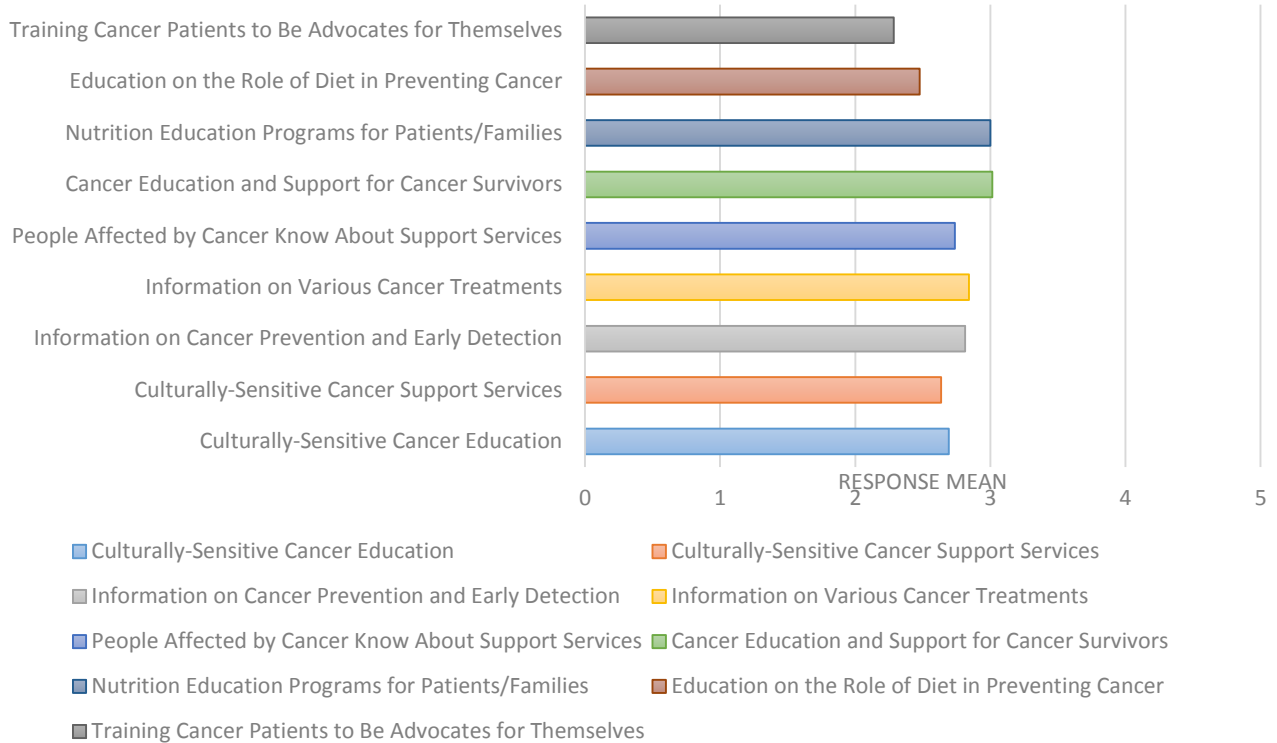 Training Cancer Patients to Be Advocates for Themselves
Education on the Role of Diet in Preventing Cancer
Nutrition Education Programs for Patients/Families
Cancer Education and Support for Cancer Survivors
People Affected by Cancer Know About Support Services
Information on Various Cancer Treatments
Information on Cancer Prevention and Early Detection
Culturally-Sensitive Cancer Support Services
Culturally-Sensitive Cancer Education
RESPONSE MEAN
0 1 2 3 4 5
Culturally-Sensitive Cancer Education
Culturally-Sensitive Cancer Support Services
Information on Cancer Prevention and Early Detection
Information on Various Cancer Treatments
People Affected by Cancer Know About Support Services
Cancer Education and Support for Cancer Survivors
Nutrition Education Programs for Patients/Families
Education on the Role of Diet in Preventing Cancer
Training Cancer Patients to Be Advocates for Themselves